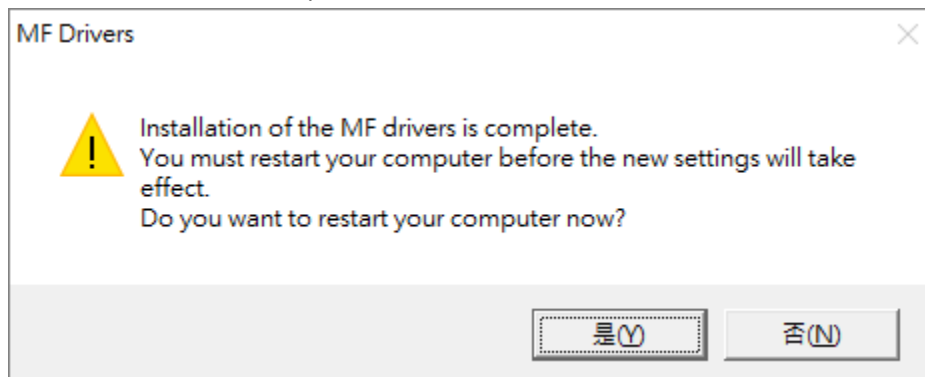 MF Drivers
Installation of the MF drivers is complete.
You must restart your computer before the new settings will take
effect.
Do you want to restart your computer now?
是(Y)
否(N)